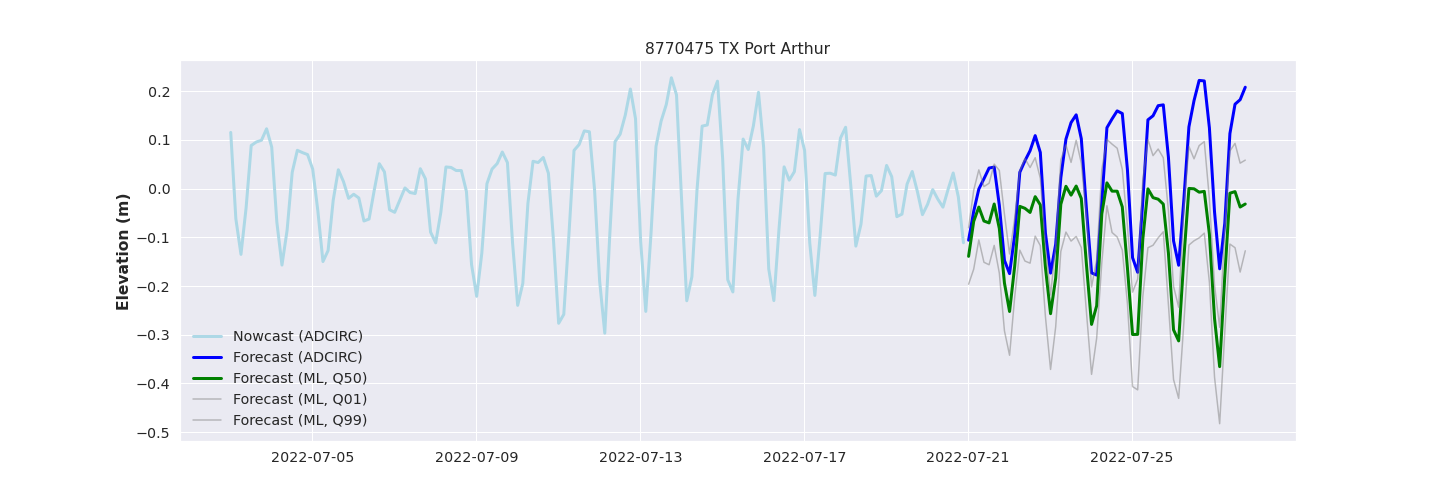 8770475 TX Port Arthur
Elevation (m)
0.2
0.1
0.0
−0.1
−0.2
−0.3
−0.4
−0.5
Nowcast (ADCIRC)
Forecast (ADCIRC)
Forecast (ML, Q50)
Forecast (ML, Q01)
Forecast (ML, Q99)
2022-07-05
2022-07-09
2022-07-13
2022-07-17
2022-07-21
2022-07-25